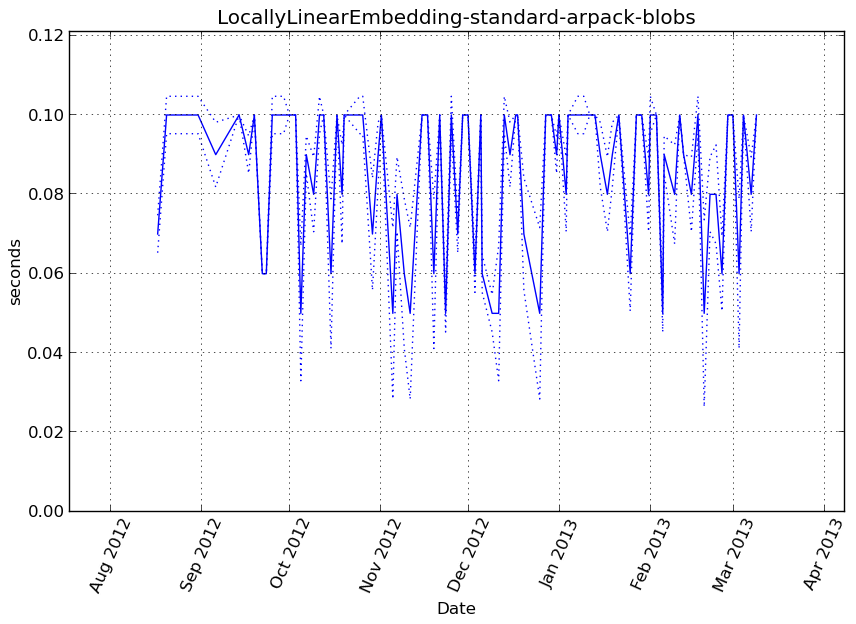 LocallyLinearEmbedding-standard-arpack-blobs
0.12
0.10
0.08
0.06
0.04
0.02
0.00
seconds
Aug 2012
Sep 2012
Oct 2012
Nov 2012
Dec 2012
Jan 2013
Feb 2013
Mar 2013
Apr 2013
Date